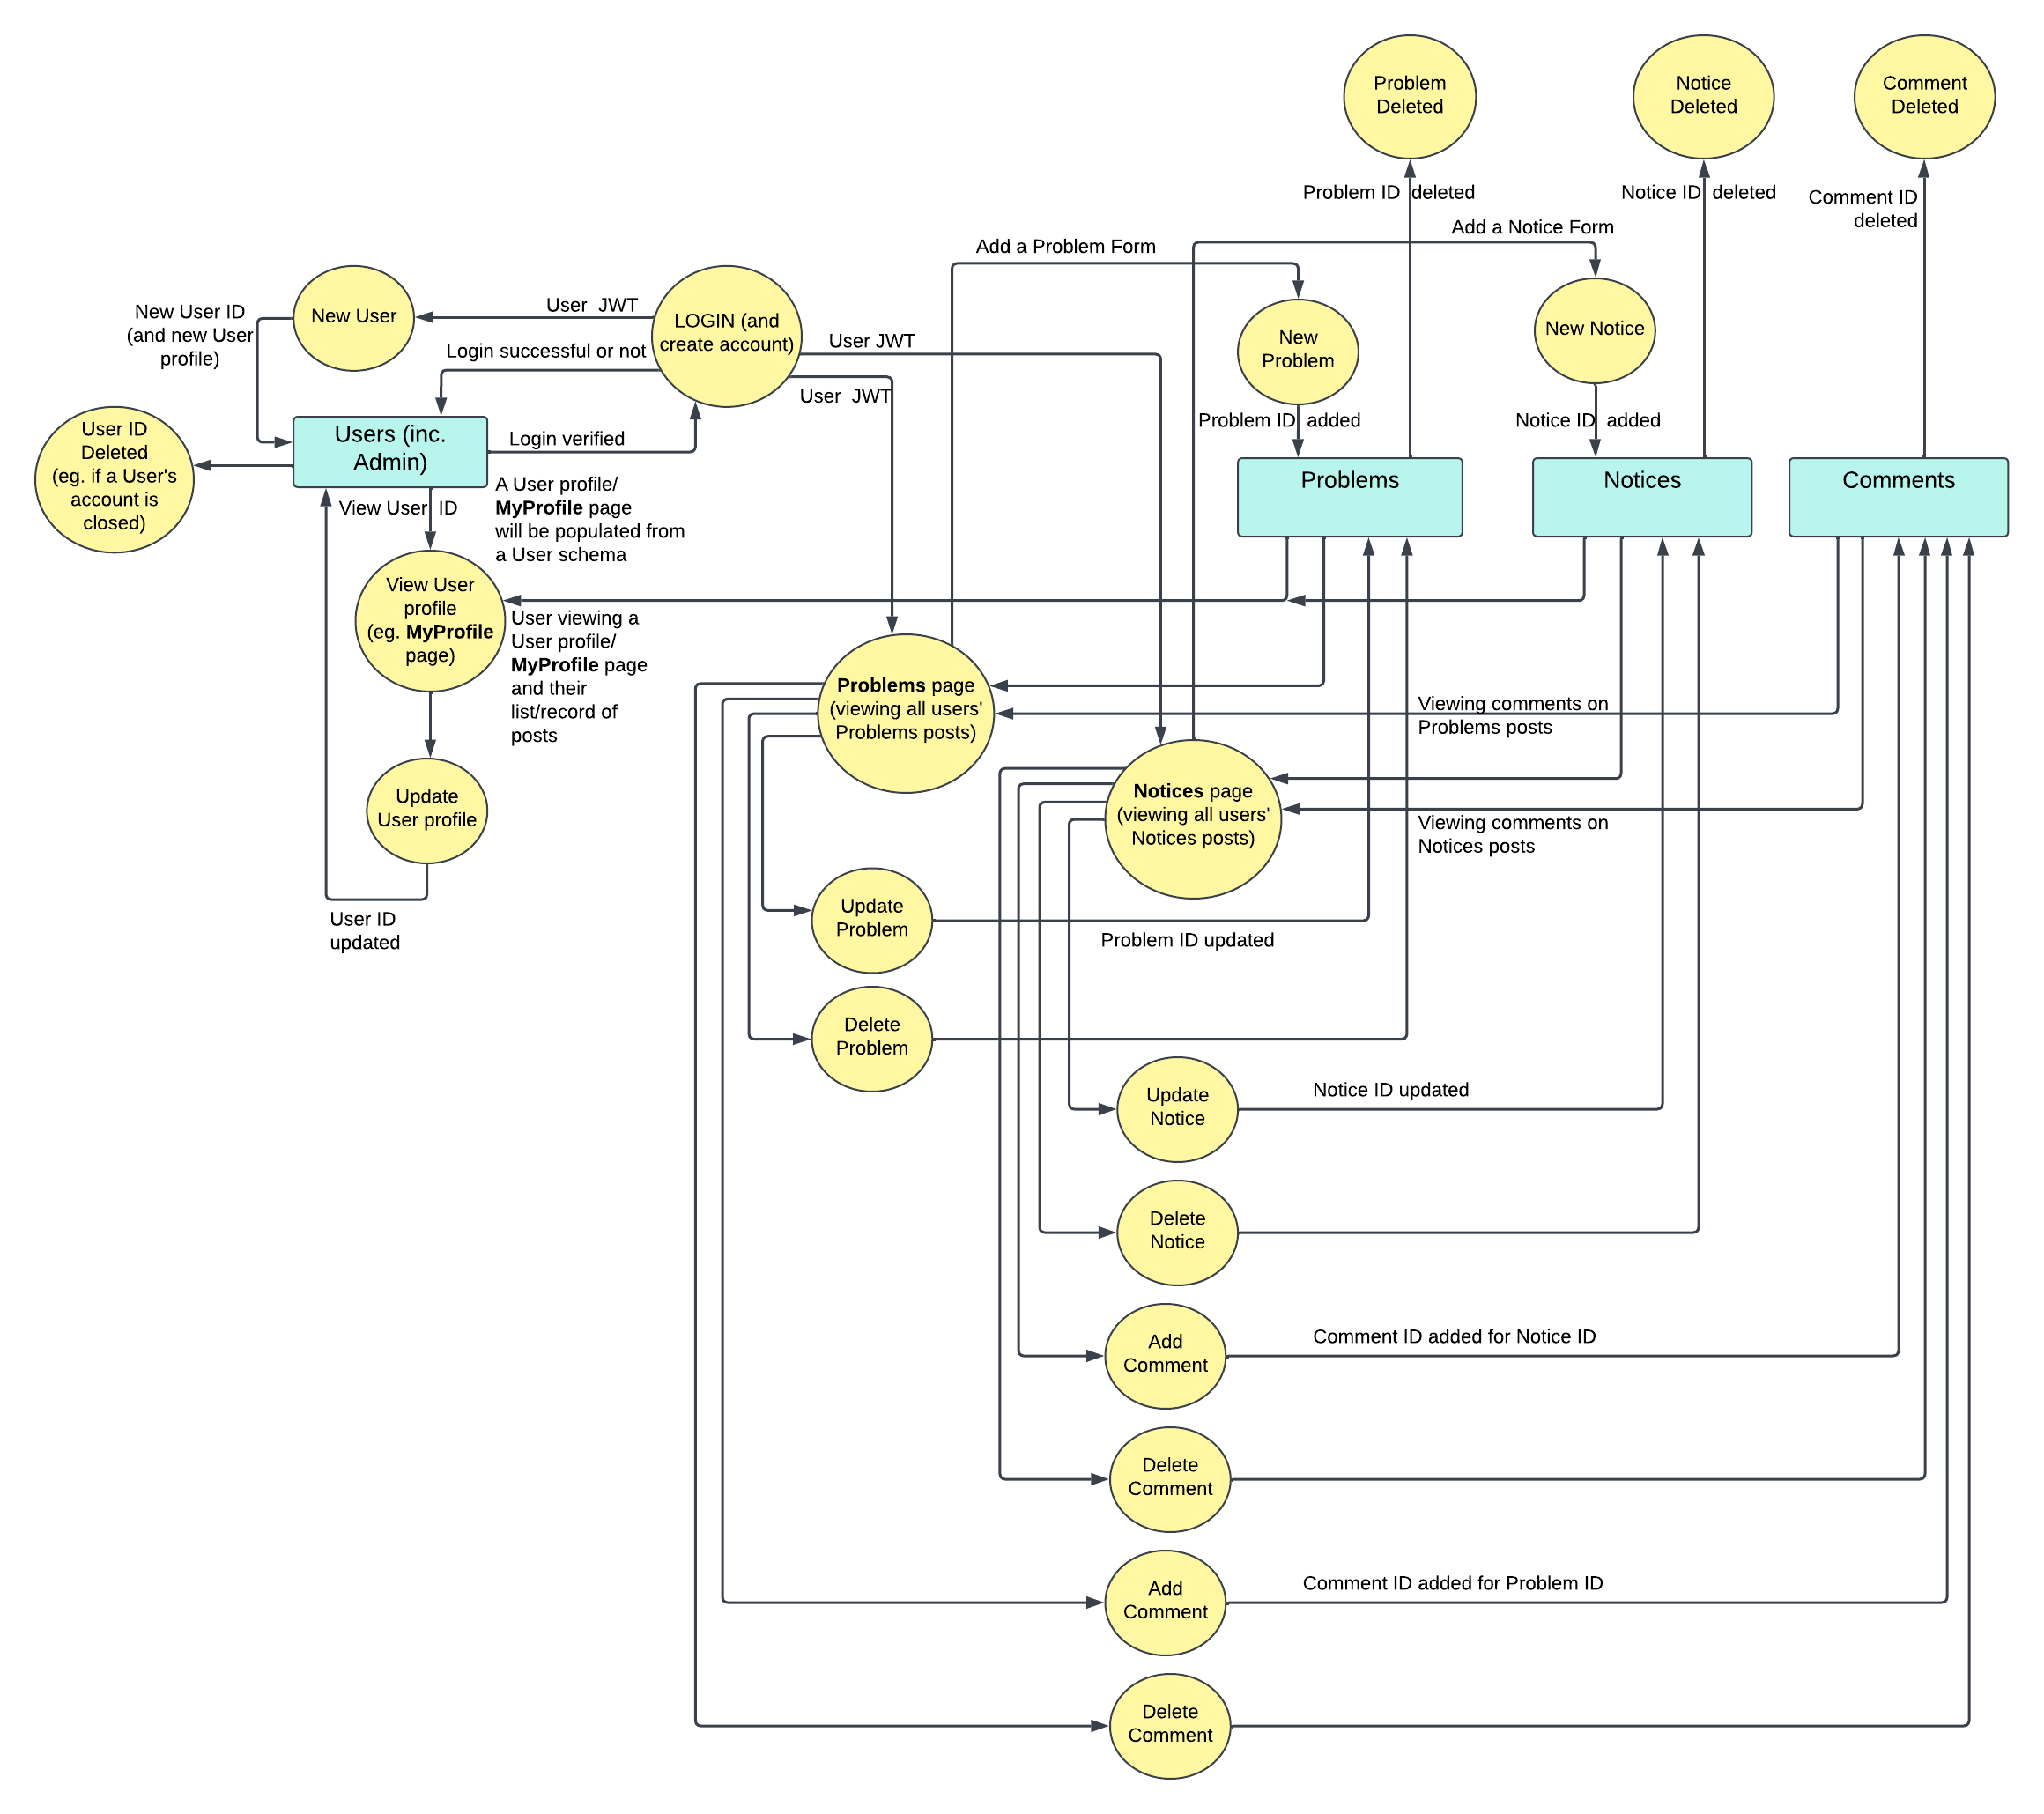 Problem
Deleted
Notice
Deleted
Comment
Deleted
Problem ID deleted
Notice ID deleted
Comment ID
deleted
Add a Problem Form
Add a Notice Form
New User ID
(and new User
profile)
New User
User JWT
LOGIN (and
create account)
User JWT
Login successful or not
User JWT
New
Problem
New Notice
Problem ID added
Notice ID added
User ID
Deleted
(eg. if a User's
account is
closed)
Users (inc.
Admin)
Login verified
Problems
Notices
Comments
View User ID
A User profile/
MyProfile page
will be populated from
a User schema
View User
profile
(eg. MyProfile
page)
User viewing a
User profile/
MyProfile page
and their
list/record of
posts
Problems page
(viewing all users'
Problems posts)
Viewing comments on
Problems posts
Notices page
(viewing all users'
Notices posts)
Viewing comments on
Notices posts
Update
User profile
User ID
updated
Update
Problem
Problem ID updated
Delete
Problem
Update
Notice
Notice ID updated
Delete
Notice
Add
Comment
Comment ID added for Notice ID
Delete
Comment
Add
Comment
Comment ID added for Problem ID
Delete
Comment